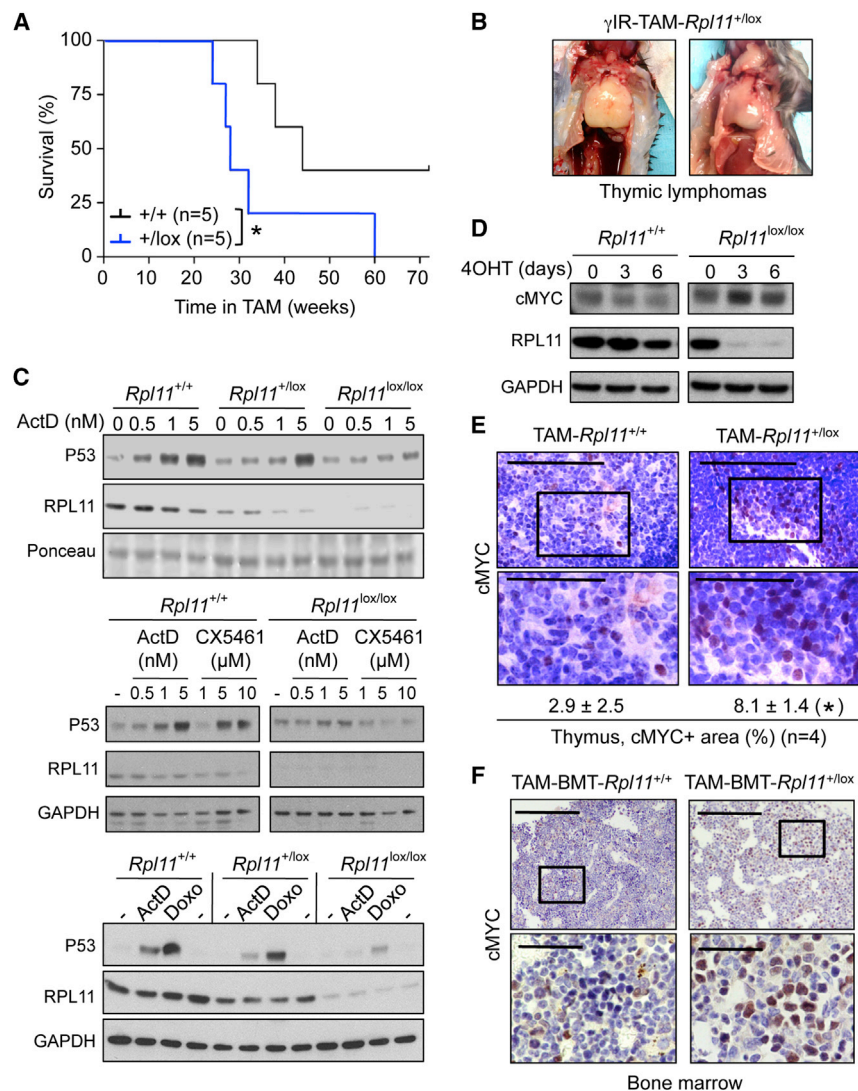 A
100
75
50
25
0
Survival (%)
+/+ (n=5)
+/lox (n=5)
*
0 10 20 30 40 50 60 70
Time in TAM (weeks)
B
γIR-TAM-Rpl11+/lox
Thymic lymphomas
C
Rpl11+/+ Rpl11+/lox Rpl11lox/lox
ActD (nM) 0 0.5 1 5 0 0.5 1 5 0 0.5 1 5
P53
RPL11
Ponceau
Rpl11+/+ Rpl11lox/lox
ActD CX5461 ActD CX5461
(nM) (µM) (nM) (µM)
- 0.5 1 5 1 5 10 - 0.5 1 5 1 5 10
P53
RPL11
GAPDH
Rpl11+/+ Rpl11+/lox Rpl11lox/lox
- ActD Doxo - - ActD Doxo - - ActD Doxo -
P53
RPL11
GAPDH
D
Rpl11+/+ Rpl11lox/lox
4OHT (days) 0 3 6 0 3 6
cMYC
RPL11
GAPDH
E
TAM-Rpl11+/+ TAM-Rpl11+/lox
cMYC
2.9 ± 2.5 8.1 ± 1.4 (*)
Thymus, cMYC+ area (%) (n=4)
F
TAM-BMT-Rpl11+/+ TAM-BMT-Rpl11+/lox
cMYC
Bone marrow